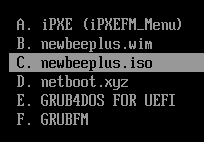 A. iPXE (iPXEFM_Menu)
B. newbeeplus.wim
C. newbeeplus.iso
D. netboot.xyz
E. GRUB4DOS FOR UEFI
F. GRUBFM